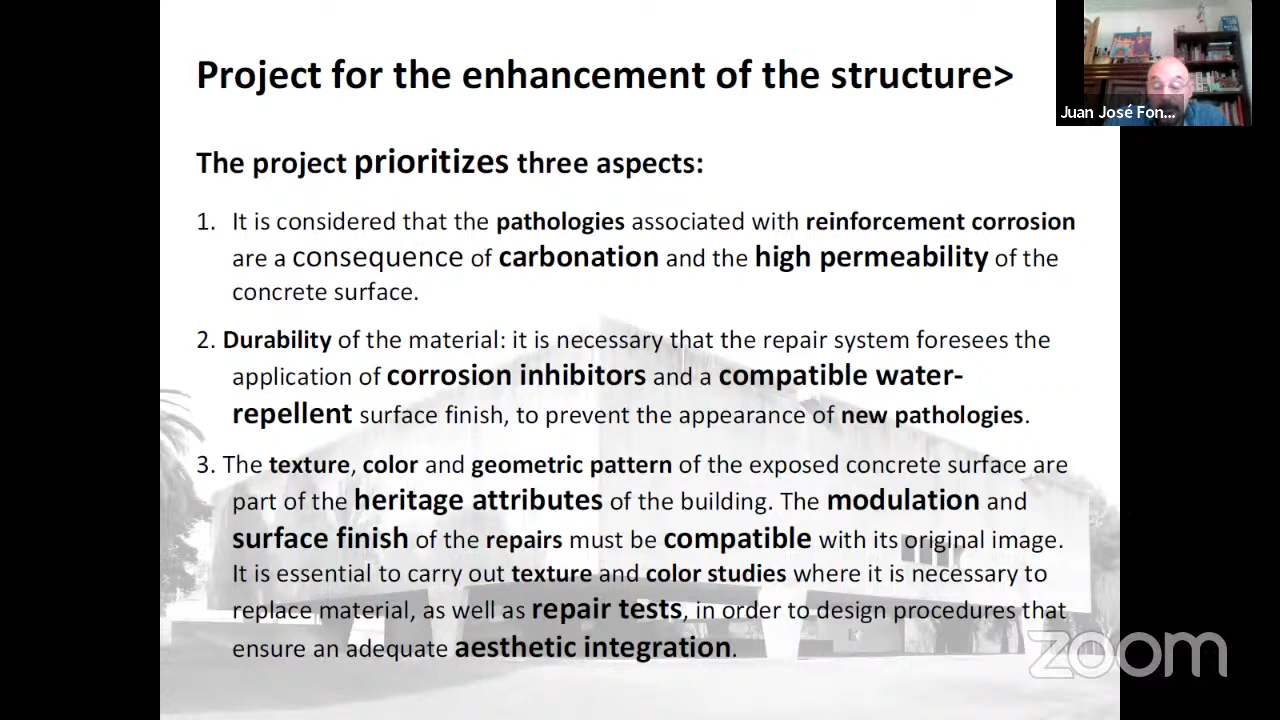 Project for the enhancement of the structure>
Juan José Fon...
The project prioritizes three aspects:
1. It is considered that the pathologies associated with reinforcement corrosion
are a consequence of carbonation and the high permeability of the
concrete surface.
2. Durability of the material: it is necessary that the repair system foresees the
application of corrosion inhibitors and a compatible water-
repellent surface finish, to prevent the appearance of new pathologies.
3. The texture, color and geometric pattern of the exposed concrete surface are
part of the heritage attributes of the building. The modulation and
surface finish of the repairs must be compatible with its original image.
It is essential to carry out texture and color studies where it is necessary to
replace material, as well as repair tests, in order to design procedures that
ensure an adequate aesthetic integration.
zoom